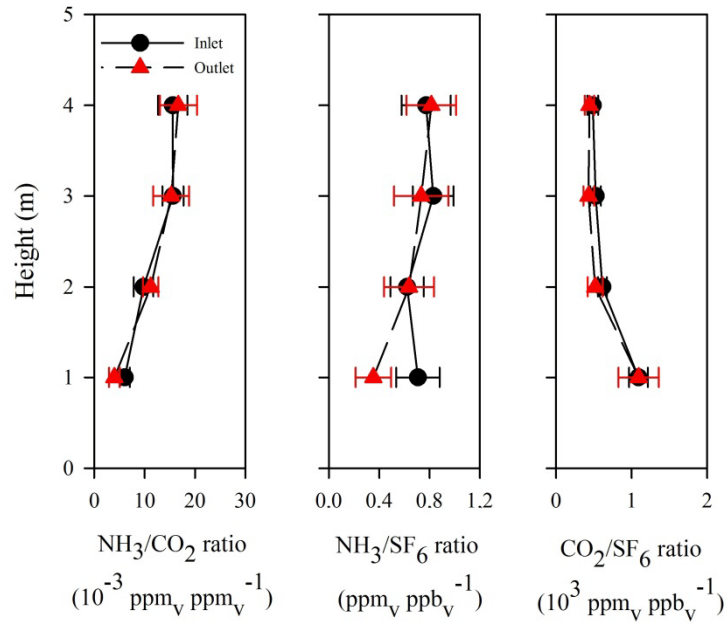 5
Inlet
Outlet
4
3
2
1
0
Height (m)
0 10 20 30
0.0 0.4 0.8 1.2
0 1 2
NH3/CO2 ratio
(10-3 ppmv ppmv-1)
NH3/SF6 ratio
(ppmv ppbv-1)
CO2/SF6 ratio
(103 ppmv ppbv-1)